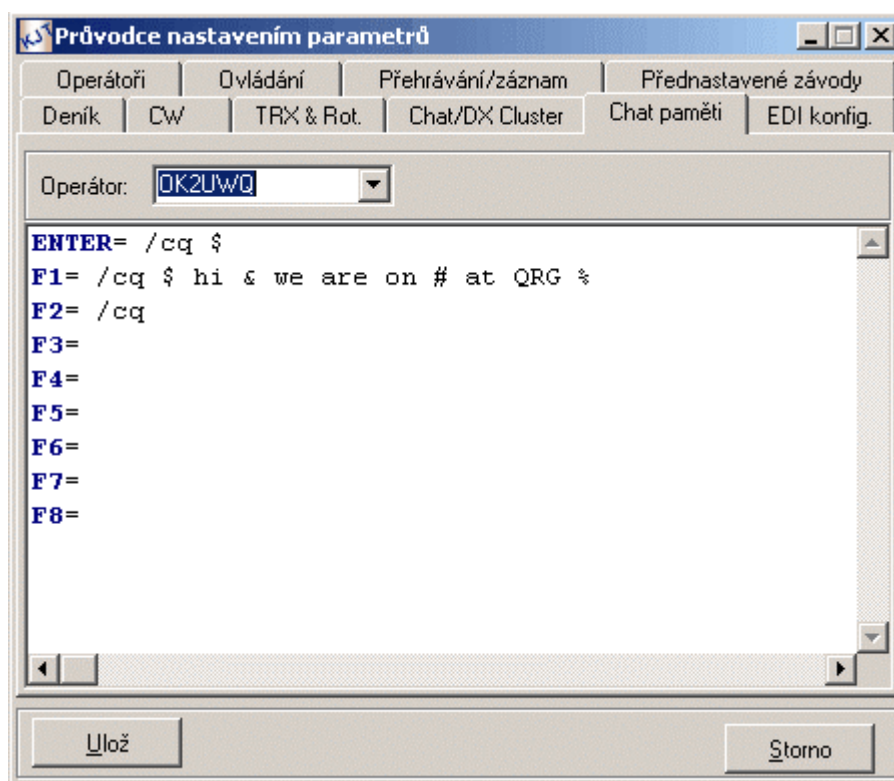 Průvodce nastavením parametrů
Operátoři Ovládání Přehrávání/záznam Přednastavené závody
Deník CW TRX & Rot. Chat/DX Cluster Chat paměti EDI konfig.
Operátor: OK2UWQ
ENTER= /cq $
F1= /cq $ hi & we are on # at QRG %
F2= /cq
F3=
F4=
F5=
F6=
F7=
F8=
Ulož Storno